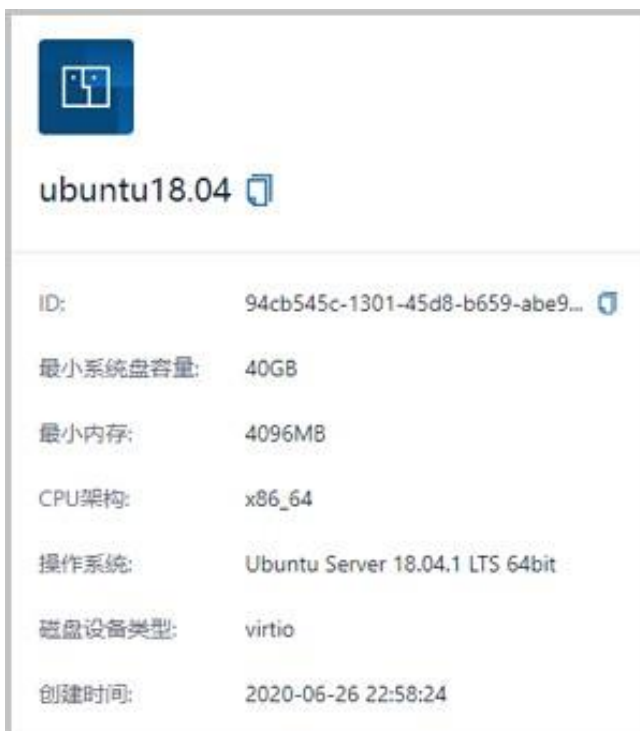 ubuntu18.04
ID: 94cb545c-1301-45d8-b659-abe9...
最小系统盘容量: 40GB
最小内存: 4096MB
CPU架构: x86_64
操作系统: Ubuntu Server 18.04.1 LTS 64bit
磁盘设备类型: virtio
创建时间: 2020-06-26 22:58:24